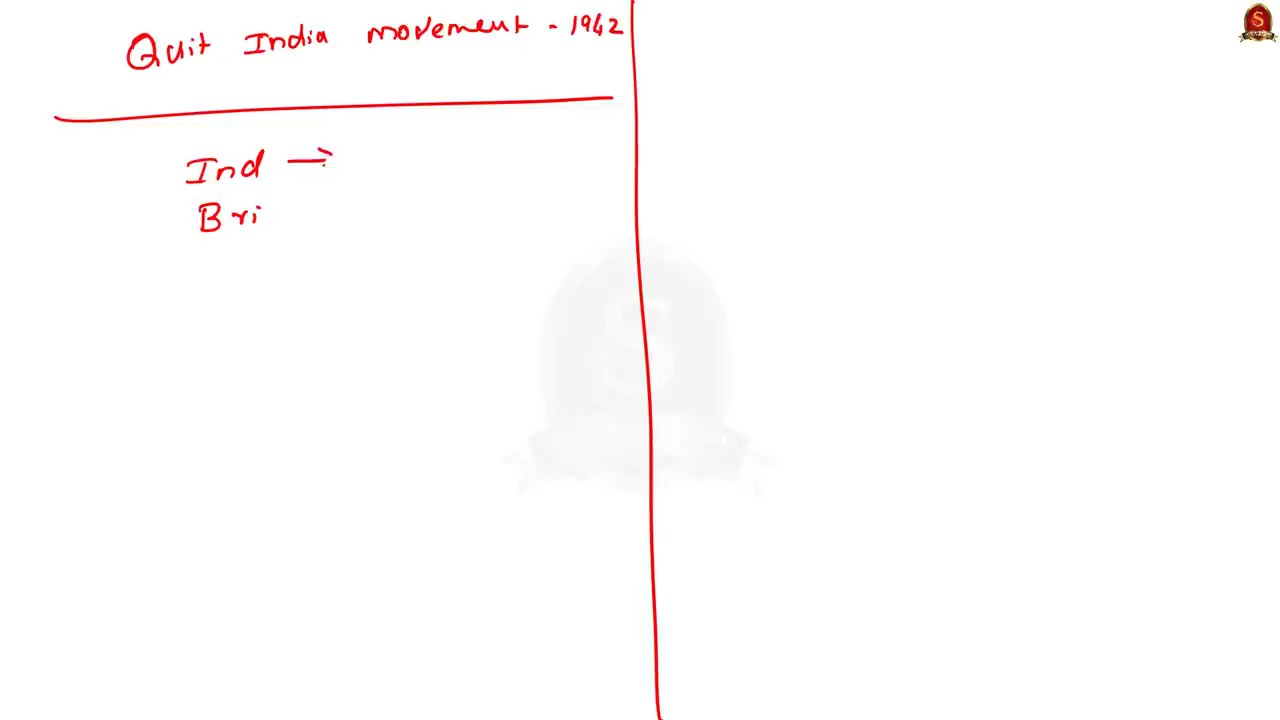 Quit India movement - 1942
Ind →
Bri
S